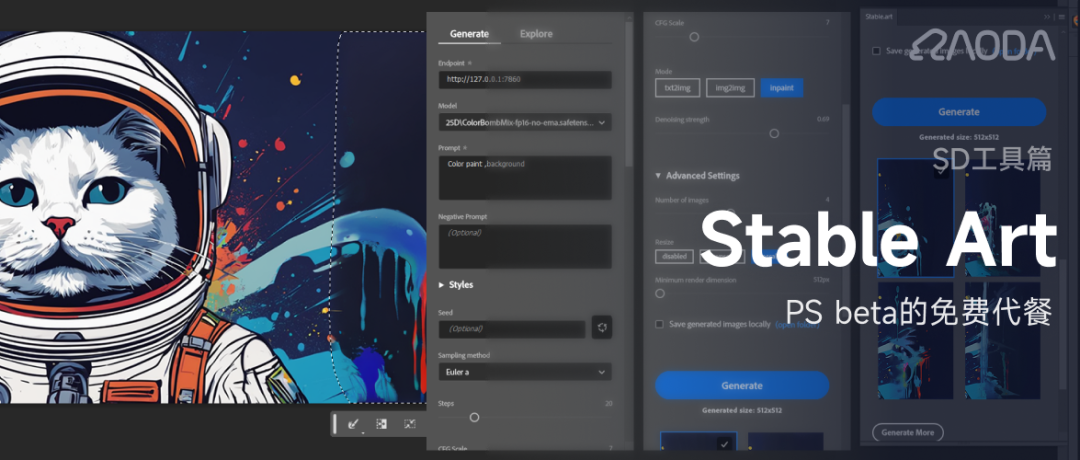 Generate
Explore
Endpoint
http://127.0.0.1:7860
Model
25D\ColorBombMix-fp16-no-ema.safetens...
Prompt
Color paint ,background
Negative Prompt
(Optional)
Styles
Seed
(Optional)
Sampling method
Euler a
Steps
20
CFG Scale
7
CFG Scale
7
Mode
txt2img
img2img
inpaint
Denoising strength
0.69
Advanced Settings
Number of images
4
Resize
disabled
Minimum render dimension
512px
Save generated images locally
Generate
Generated size: 512x512
Stable.art
AODA
Save generated images locally
Generate
Generated size: 512x512
SD工具篇
Stable Art
PS beta的免费代餐
Generate More